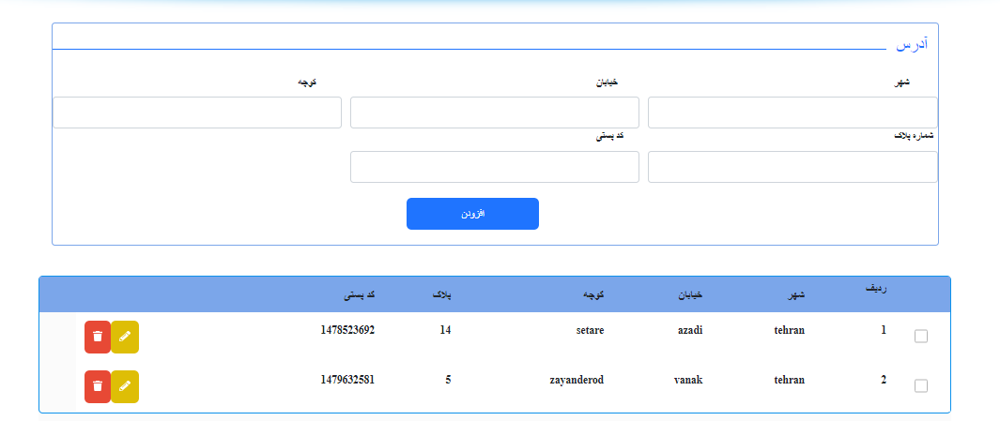 آدرس
شهر خیابان کوچه
شماره پلاک کد پستی
افزودن
ردیف شهر خیابان کوچه پلاک کد پستی
1 tehran azadi setare 14 1478523692
2 tehran vanak zayanderod 5 1479632581